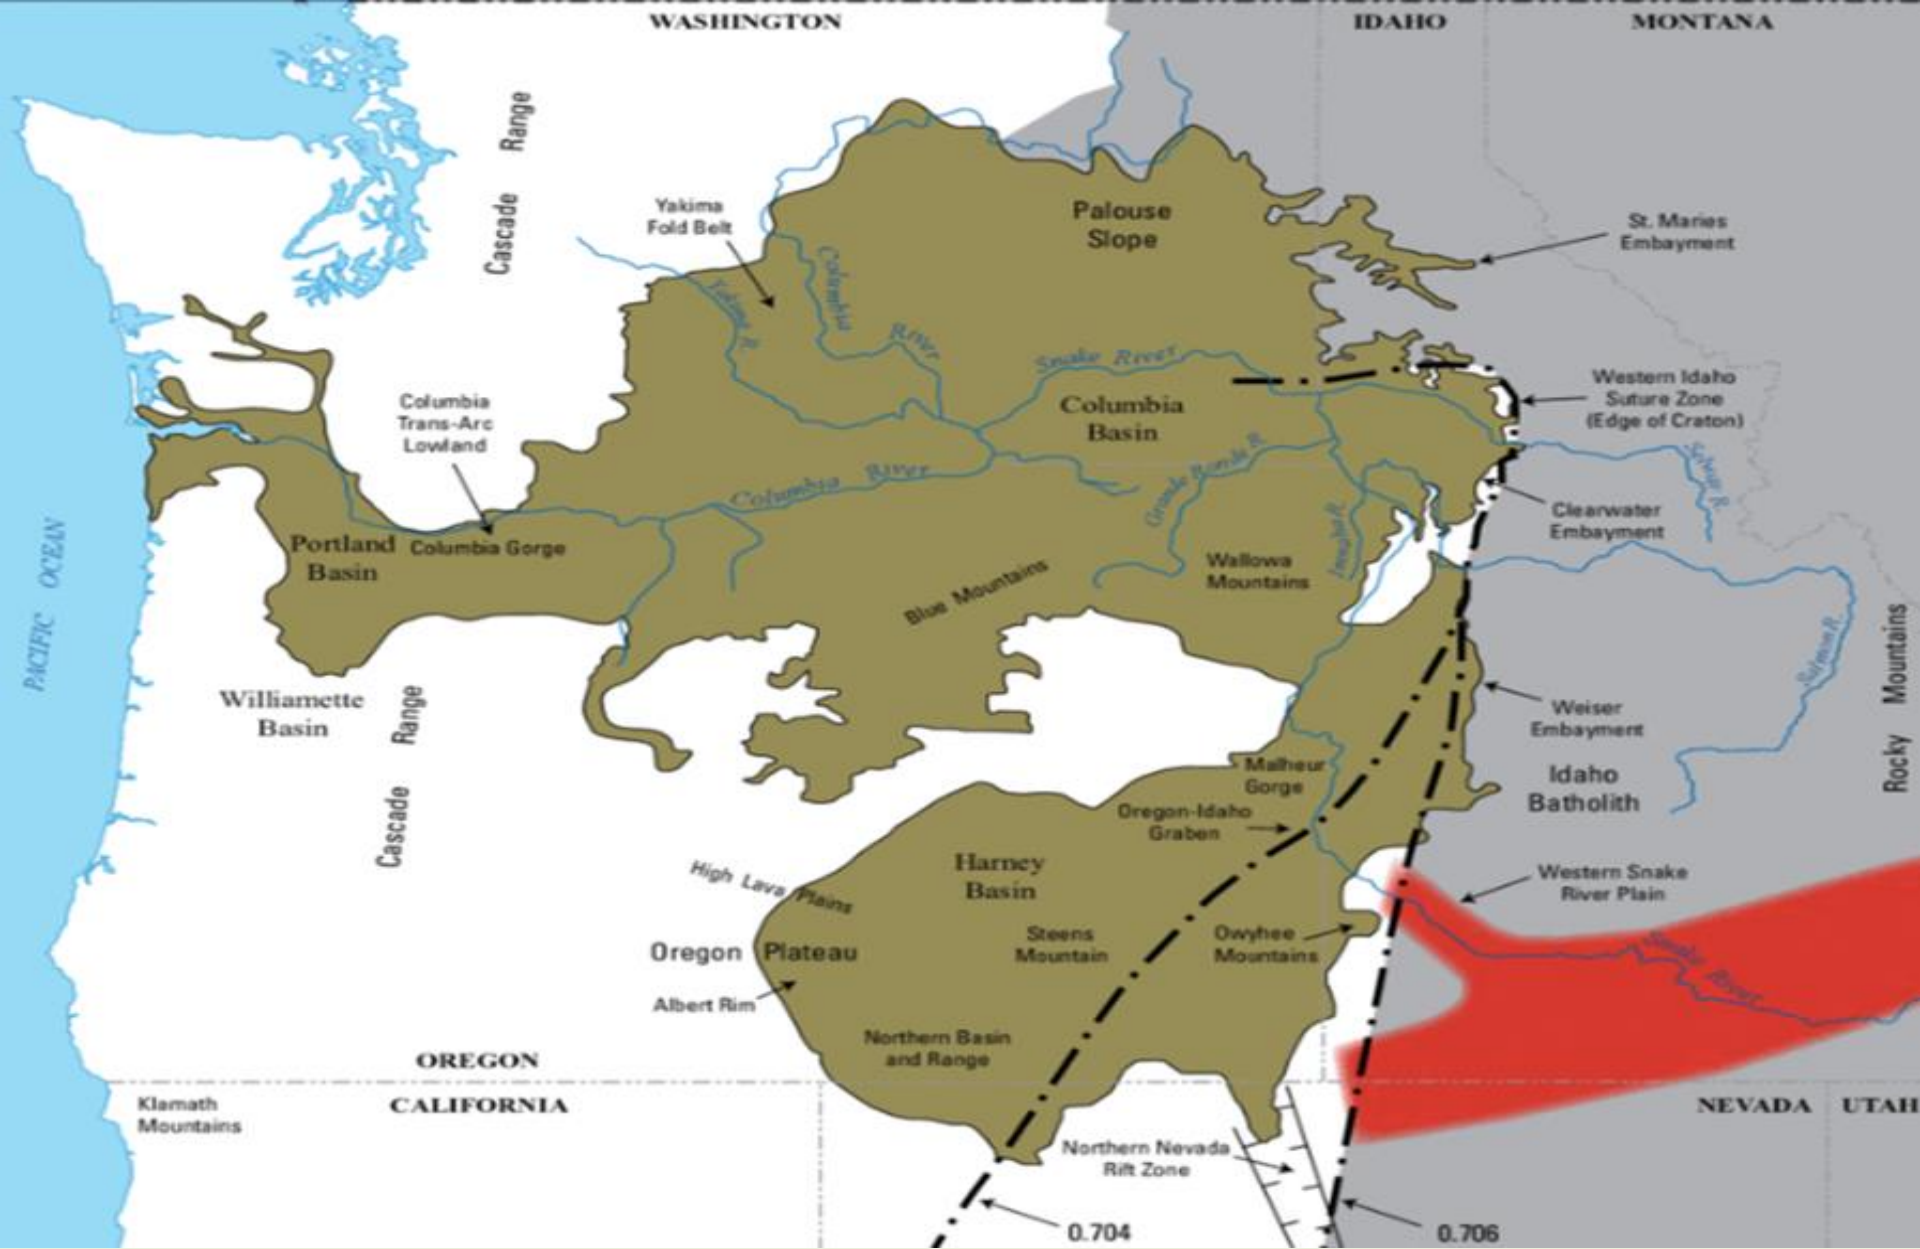 WASHINGTON
IDAHO
MONTANA
Cascade Range
Yakima
Fold Belt
Palouse
Slope
St. Maries
Embayment
Columbia
River
Yakima R.
Snake River
Columbia
Trans-Arc
Lowland
Columbia
Basin
Western Idaho
Suture Zone
(Edge of Craton)
Grande Ronde R.
Columbia River
Selway R.
Clearwater
Embayment
PACIFIC OCEAN
Portland
Basin
Columbia Gorge
Imnaha R.
Wallowa
Mountains
Blue Mountains
Salmon R.
Rocky Mountains
Williamette
Basin
Cascade Range
Weiser
Embayment
Malheur
Gorge
Idaho
Batholith
Oregon-Idaho
Graben
High Lava Plains
Harney
Basin
Western Snake
River Plain
Oregon Plateau
Steens
Mountain
Owyhee
Mountains
Snake River
Albert Rim
Northern Basin
and Range
OREGON
CALIFORNIA
Klamath
Mountains
NEVADA
UTAH
Northern Nevada
Rift Zone
0.704
0.706